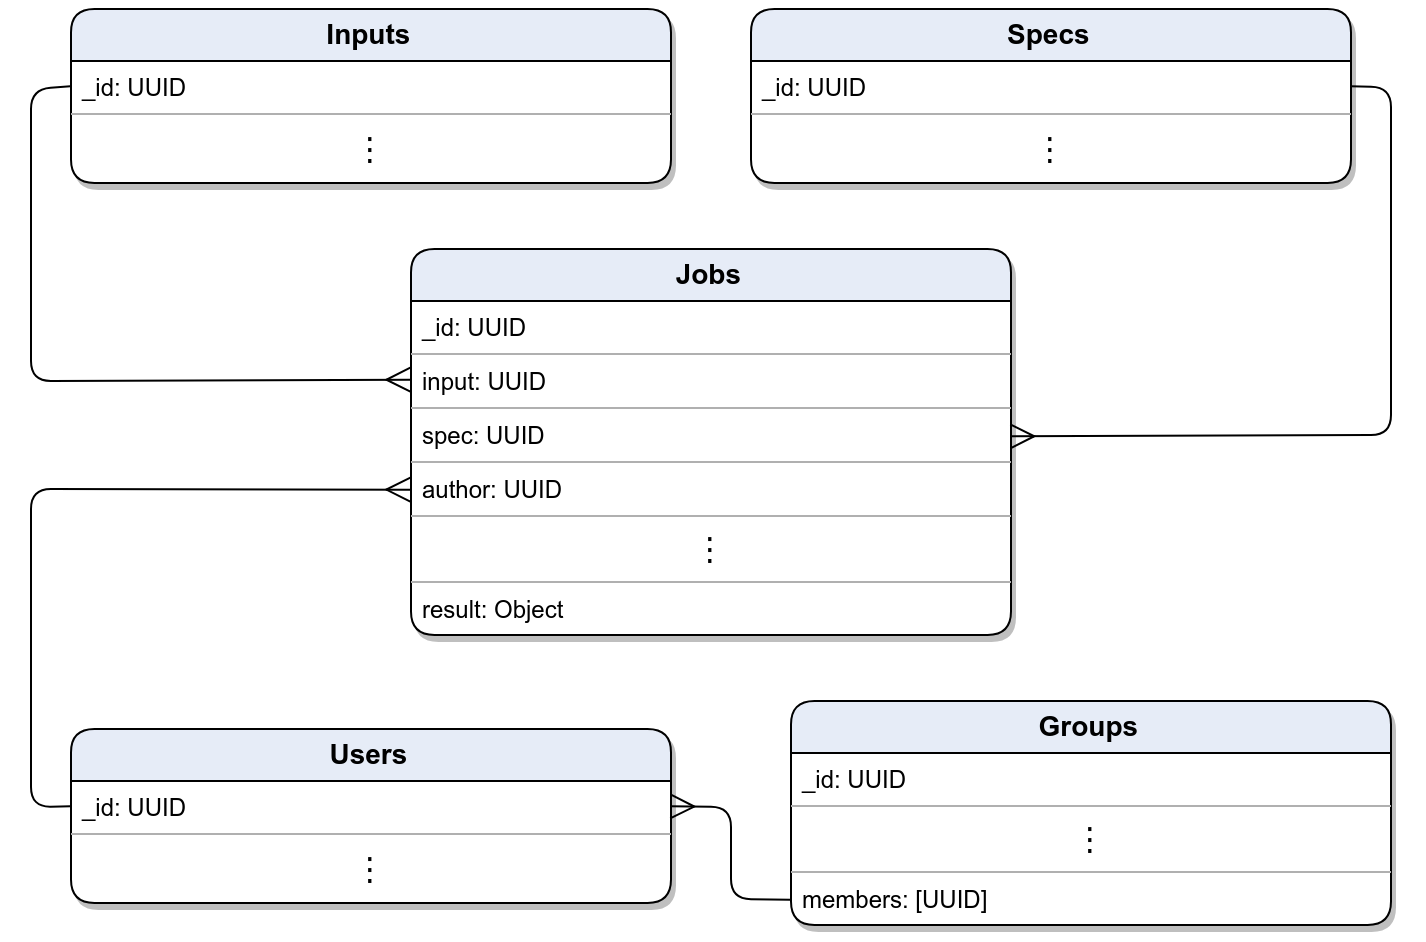 Inputs
_id: UUID
⋮
Specs
_id: UUID
⋮
Jobs
_id: UUID
input: UUID
spec: UUID
author: UUID
⋮
result: Object
Users
_id: UUID
⋮
Groups
_id: UUID
⋮
members: [UUID]